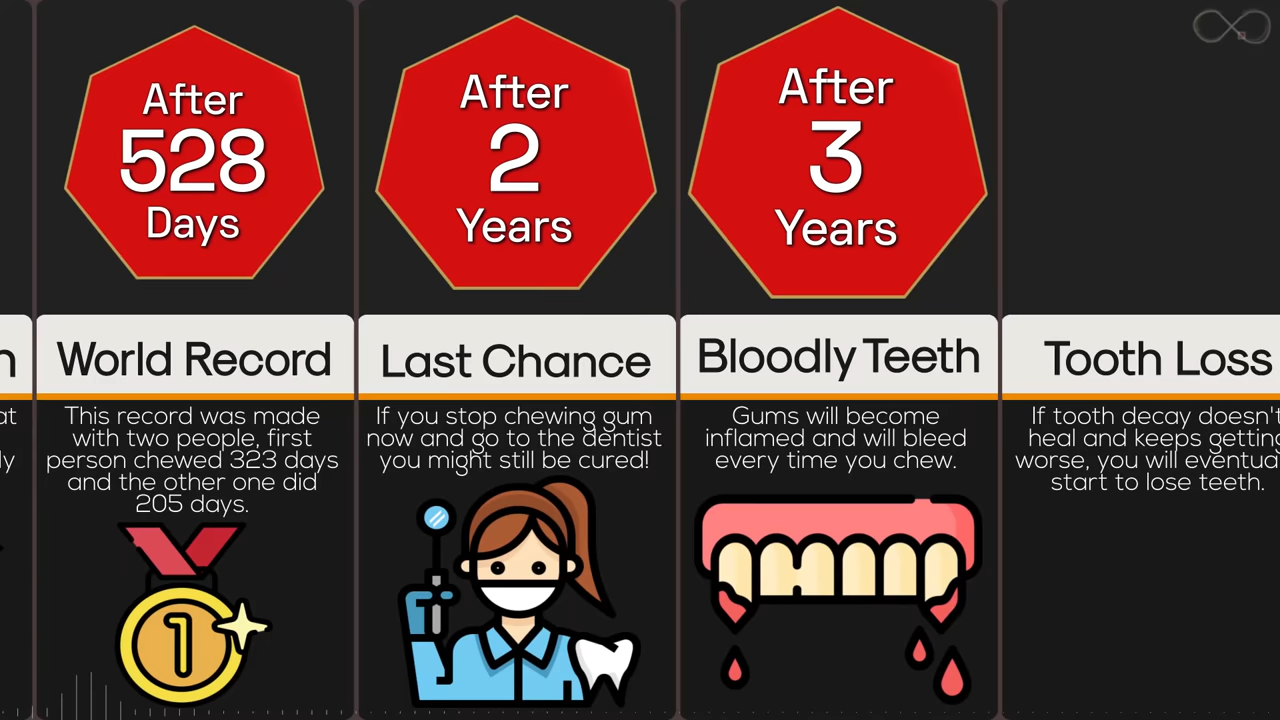 After
528
Days
World Record
This record was made
with two people, first
person chewed 323 days
and the other one did
205 days.
1
After
2
Years
Last Chance
If you stop chewing gum
now and go to the dentist
you might still be cured!
After
3
Years
Bloodly Teeth
Gums will become
inflamed and will bleed
every time you chew.
Tooth Loss
If tooth decay doesn't
heal and keeps getting
worse, you will
start to lose teeth.